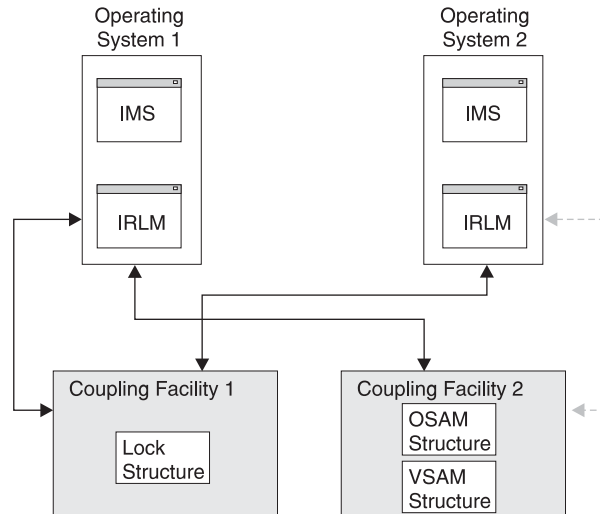 Operating
System 1
Operating
System 2
IMS
IMS
IRLM
IRLM
Coupling Facility 1
Coupling Facility 2
Lock
Structure
OSAM
Structure
VSAM
Structure